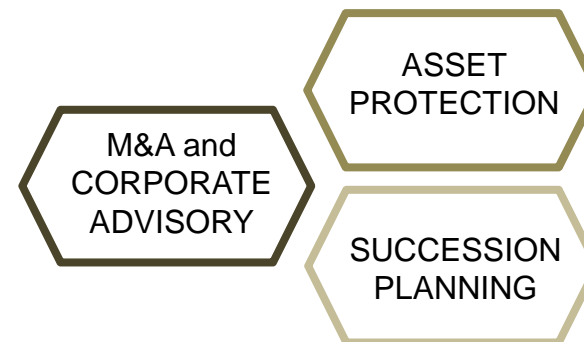 M&A and
CORPORATE
ADVISORY
ASSET
PROTECTION
SUCCESSION
PLANNING